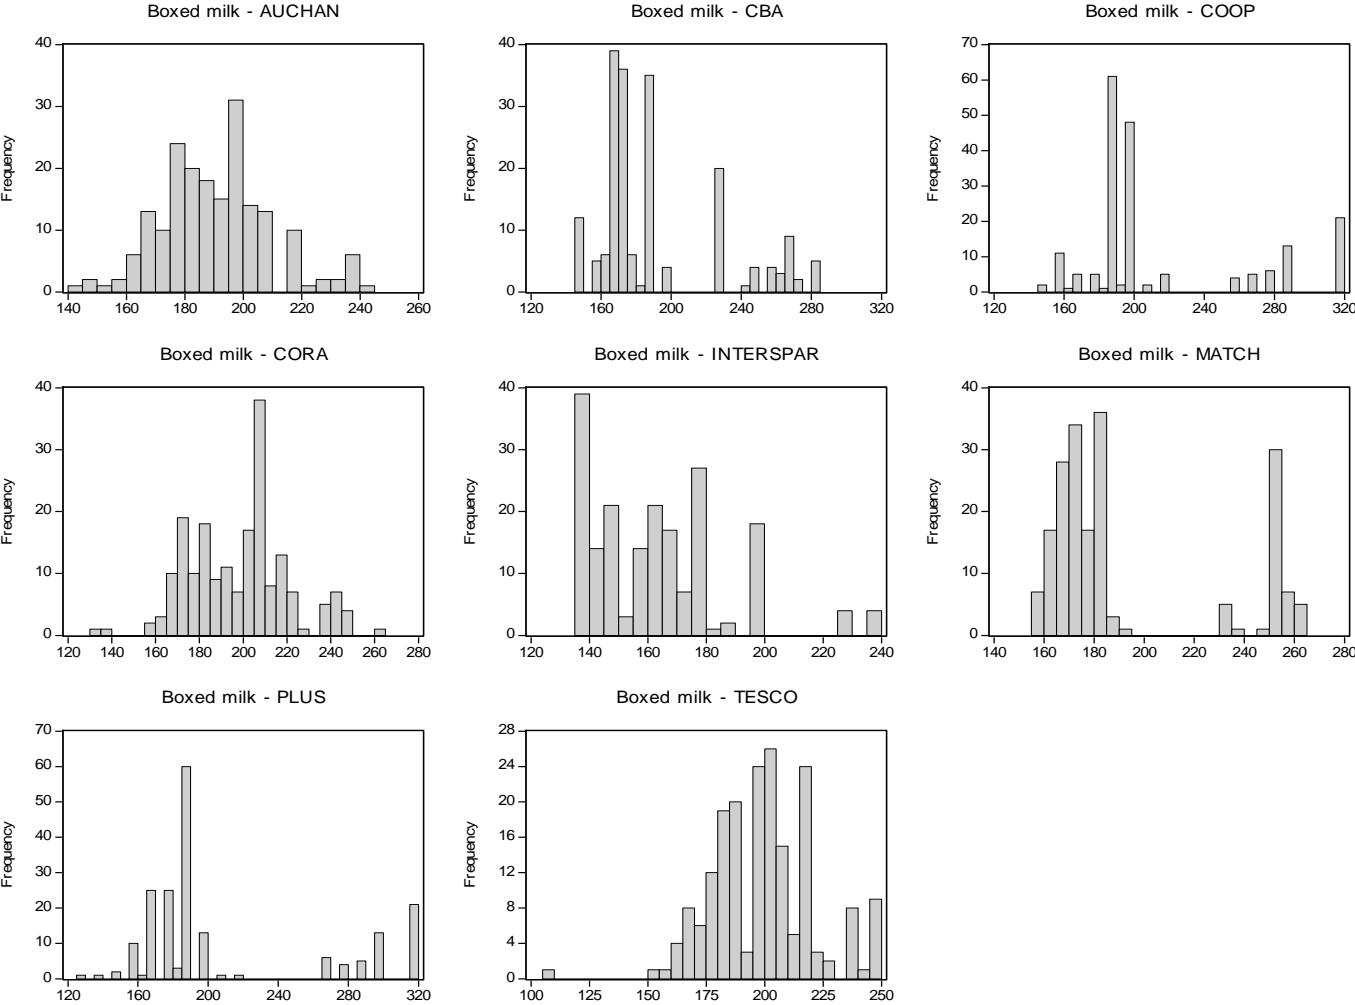 Boxed milk - AUCHAN
Frequency
40
30
20
10
0
140 160 180 200 220 240 260
Boxed milk - CBA
Frequency
40
30
20
10
0
120 160 200 240 280 320
Boxed milk - COOP
Frequency
70
60
50
40
30
20
10
0
120 160 200 240 280 320
Boxed milk - CORA
Frequency
40
30
20
10
0
120 140 160 180 200 220 240 260 280
Boxed milk - INTERSPAR
Frequency
40
30
20
10
0
120 140 160 180 200 220 240
Boxed milk - MATCH
Frequency
40
30
20
10
0
140 160 180 200 220 240 260 280
Boxed milk - PLUS
Frequency
70
60
50
40
30
20
10
0
120 160 200 240 280 320
Boxed milk - TESCO
Frequency
28
24
20
16
12
8
4
0
100 125 150 175 200 225 250